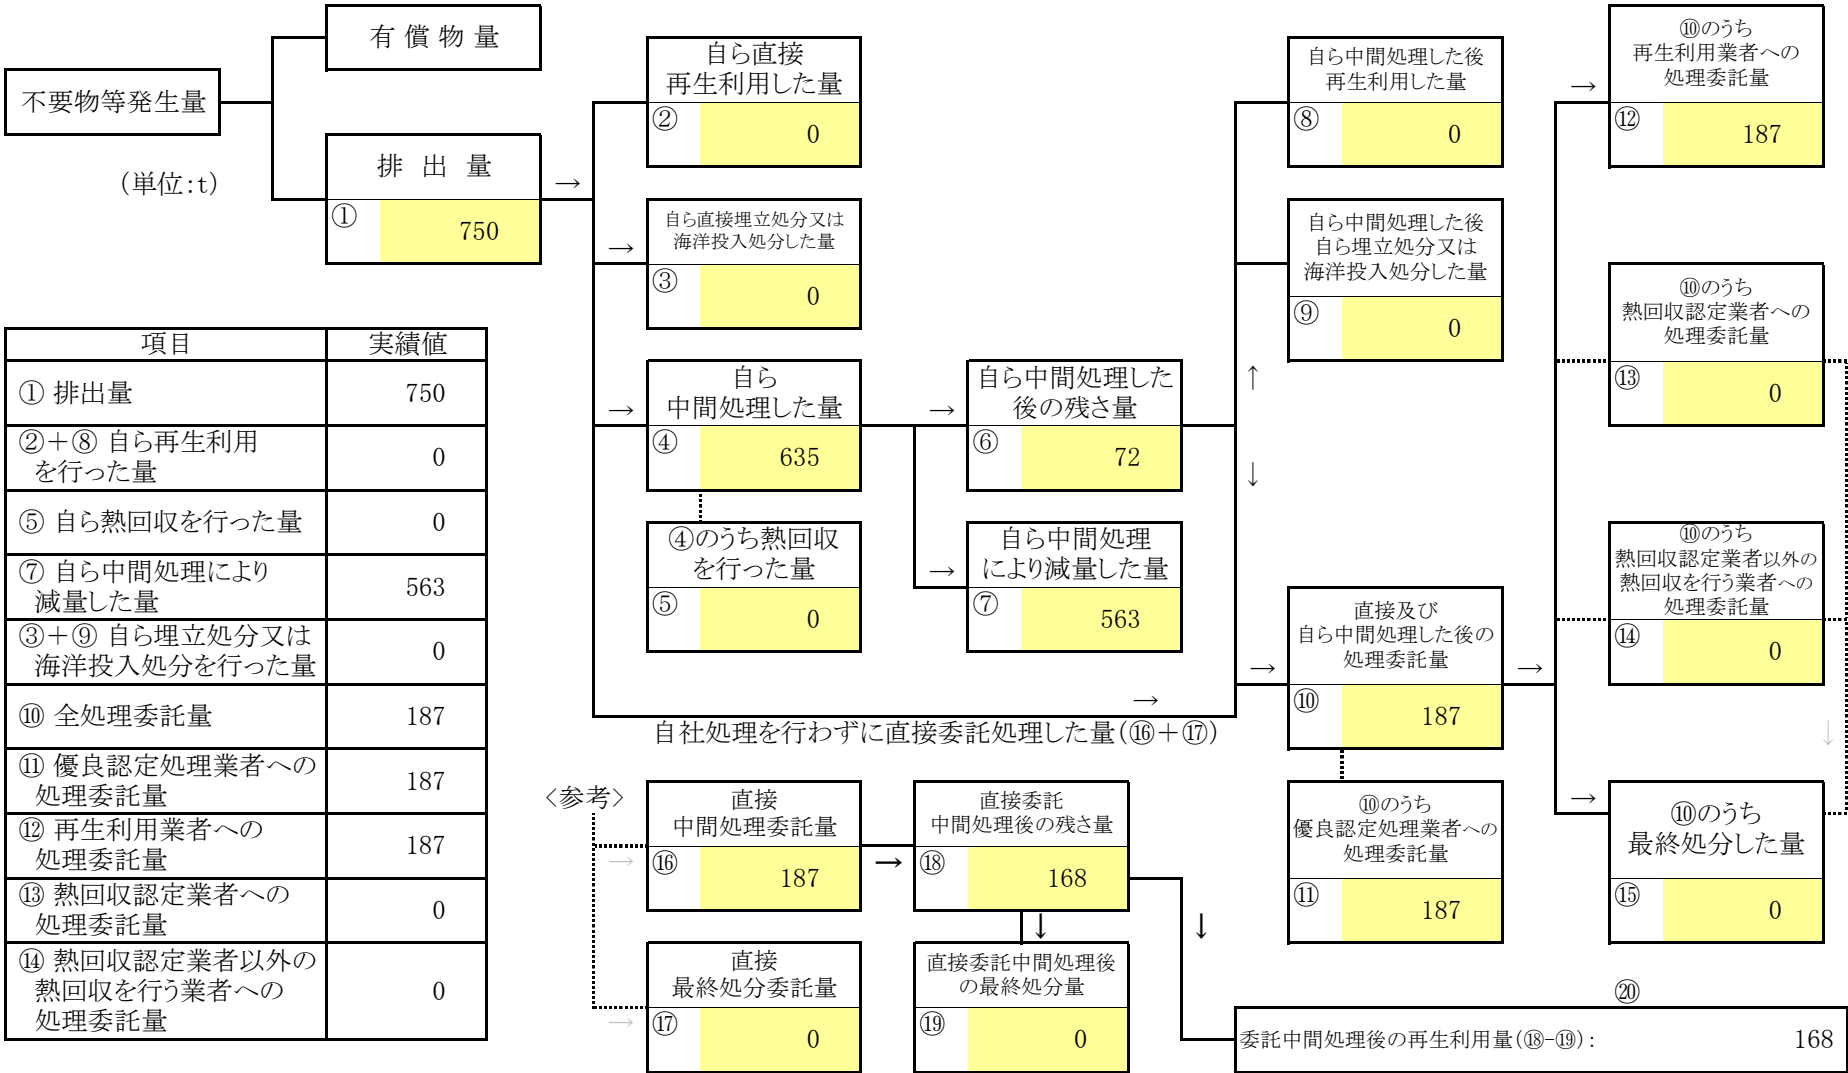 有 償 物 量
不要物等発生量
(単位:t)
排 出 量
→
①
750
自ら直接
再生利用した量
②
0
→
自ら直接埋立処分又は
海洋投入処分した量
③
0
→
自ら
中間処理した量
④
635
④のうち熱回収
を行った量
⑤
0
→
自ら中間処理した
後の残さ量
⑥
72
→
自ら中間処理
により減量した量
⑦
563
↑
↓
自ら中間処理した後
再生利用した量
⑧
0
自ら中間処理した後
自ら埋立処分又は
海洋投入処分した量
⑨
0
→
自社処理を行わずに直接委託処理した量(⑯+⑰)
→
直接及び
自ら中間処理した後の
処理委託量
⑩
187
→
⑩のうち
優良認定処理業者への
処理委託量
⑪
187
→
⑩のうち
再生利用業者への
処理委託量
⑫
187
⑩のうち
熱回収認定業者への
処理委託量
⑬
0
⑩のうち
熱回収認定業者以外の
熱回収を行う業者への
処理委託量
⑭
0
↓
→
⑩のうち
最終処分した量
⑮
0
項目 実績値
① 排出量 750
②+⑧ 自ら再生利用
を行った量 0
⑤ 自ら熱回収を行った量 0
⑦ 自ら中間処理により
減量した量 563
③+⑨ 自ら埋立処分又は
海洋投入処分を行った量 0
⑩ 全処理委託量 187
⑪ 優良認定処理業者への
処理委託量 187
⑫ 再生利用業者への
処理委託量 187
⑬ 熱回収認定業者への
処理委託量 0
⑭ 熱回収認定業者以外の
熱回収を行う業者への
処理委託量 0
〈参考〉
→
直接
中間処理委託量
⑯
187
→
直接委託
中間処理後の残さ量
⑱
168
↓
↓
→
直接
最終処分委託量
⑰
0
直接委託中間処理後
の最終処分量
⑲
0
⑳
委託中間処理後の再生利用量(⑱-⑲): 168